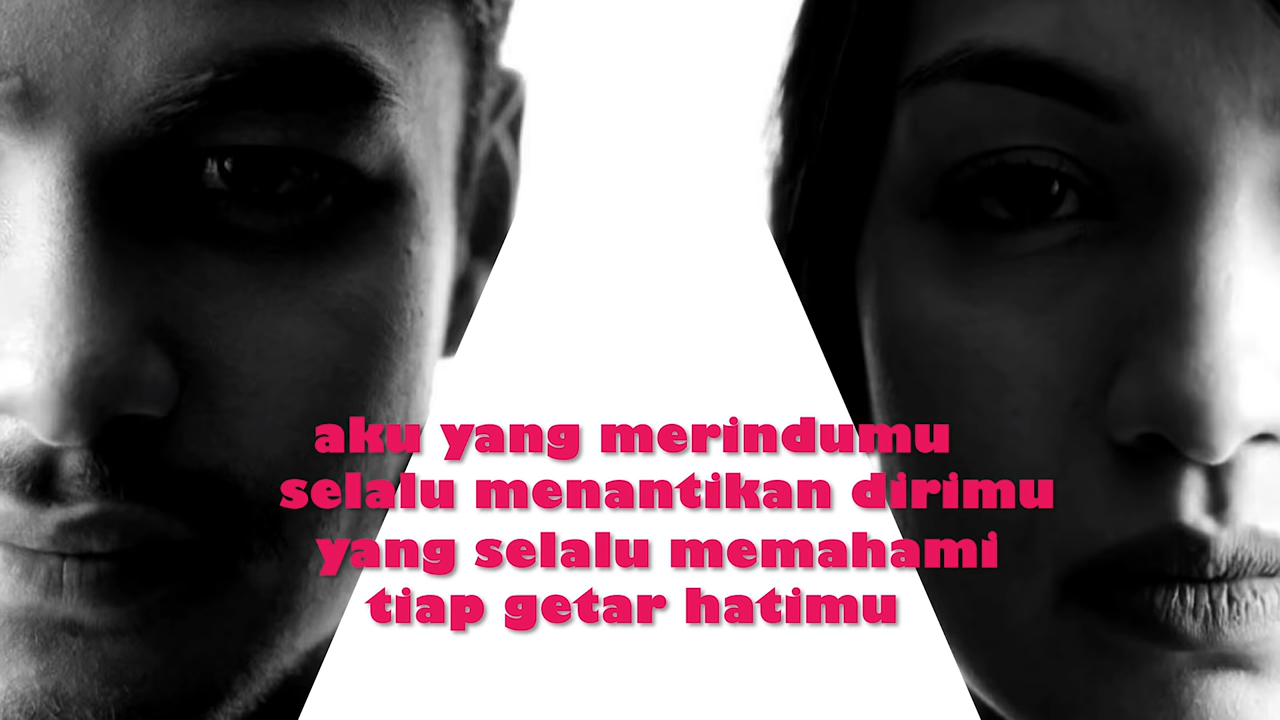 aku yang merindumu
selalu menantikan dirimu
yang selalu memahami
tiap getar hatimu